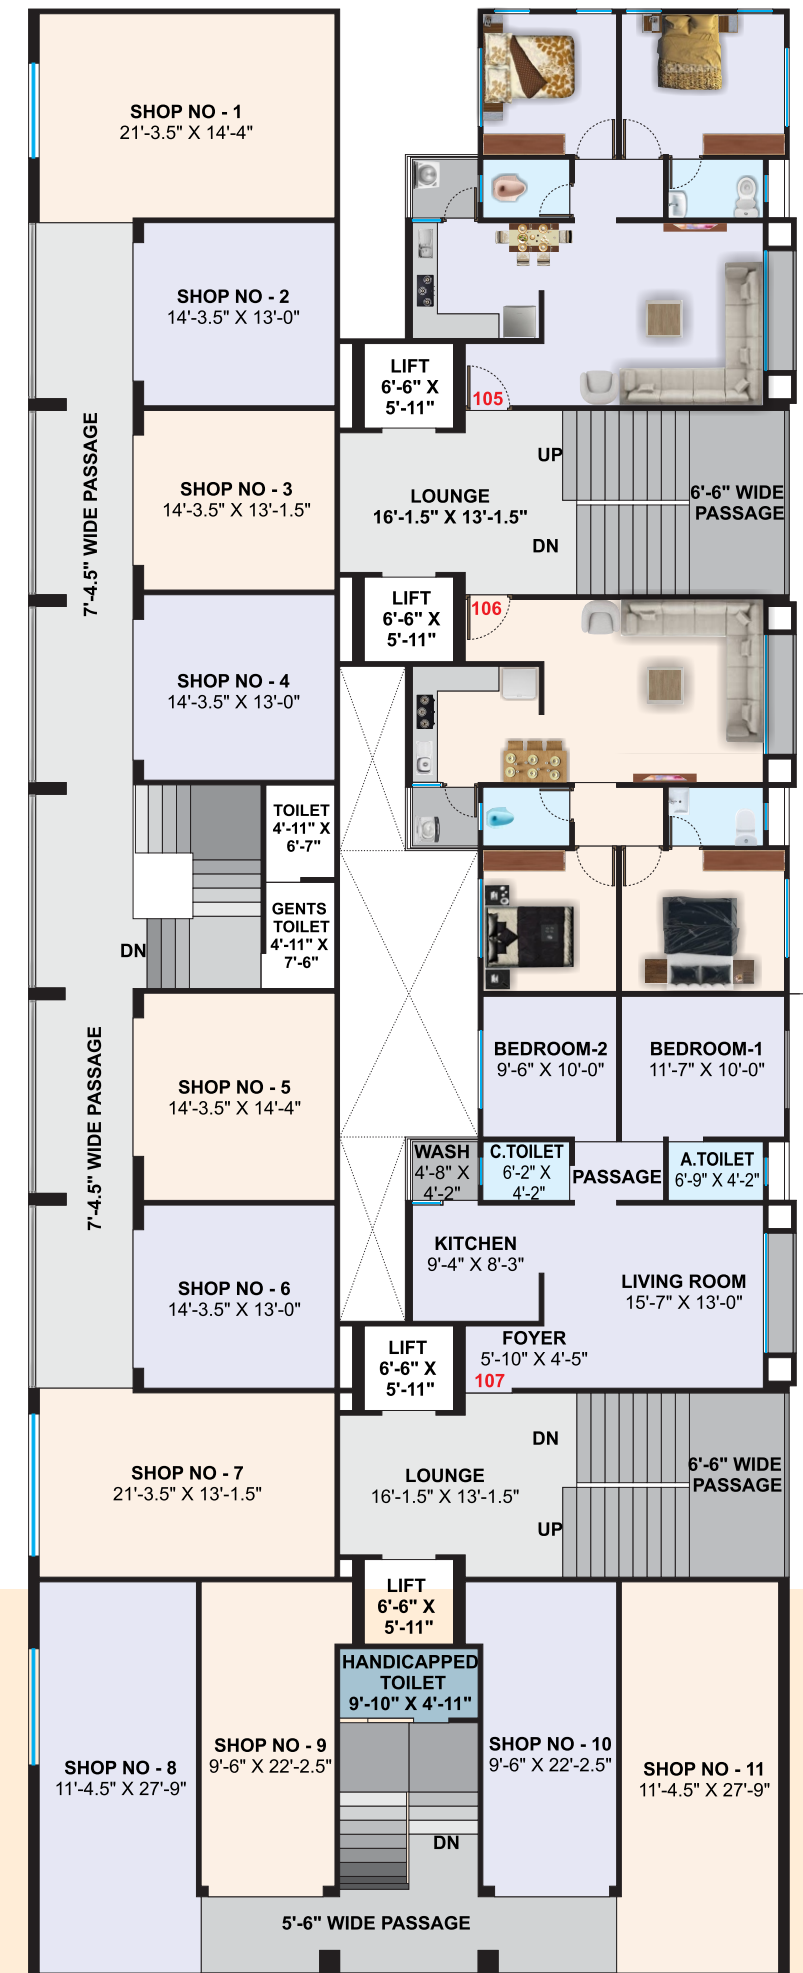 SHOP NO - 1
21'-3.5" X 14'-4"
SHOP NO - 2
14'-3.5" X 13'-0"
LIFT
6'-6" X
5'-11"
105
7'-4.5" WIDE PASSAGE
SHOP NO - 3
14'-3.5" X 13'-1.5"
LOUNGE
16'-1.5" X 13'-1.5"
UP
DN
6'-6" WIDE
PASSAGE
LIFT
6'-6" X
5'-11"
106
SHOP NO - 4
14'-3.5" X 13'-0"
TOILET
4'-11" X
6'-7"
GENTS
TOILET
4'-11" X
7'-6"
DN
7'-4.5" WIDE PASSAGE
SHOP NO - 5
14'-3.5" X 14'-4"
BEDROOM-2
9'-6" X 10'-0"
BEDROOM-1
11'-7" X 10'-0"
WASH
4'-8" X
4'-2"
C.TOILET
6'-2" X
4'-2"
PASSAGE
A.TOILET
6'-9" X 4'-2"
KITCHEN
9'-4" X 8'-3"
LIVING ROOM
15'-7" X 13'-0"
SHOP NO - 6
14'-3.5" X 13'-0"
LIFT
6'-6" X
5'-11"
FOYER
5'-10" X 4'-5"
107
SHOP NO - 7
21'-3.5" X 13'-1.5"
LOUNGE
16'-1.5" X 13'-1.5"
DN
UP
6'-6" WIDE
PASSAGE
LIFT
6'-6" X
5'-11"
HANDICAPPED
TOILET
9'-10" X 4'-11"
SHOP NO - 8
11'-4.5" X 27'-9"
SHOP NO - 9
9'-6" X 22'-2.5"
SHOP NO - 10
9'-6" X 22'-2.5"
SHOP NO - 11
11'-4.5" X 27'-9"
DN
5'-6" WIDE PASSAGE